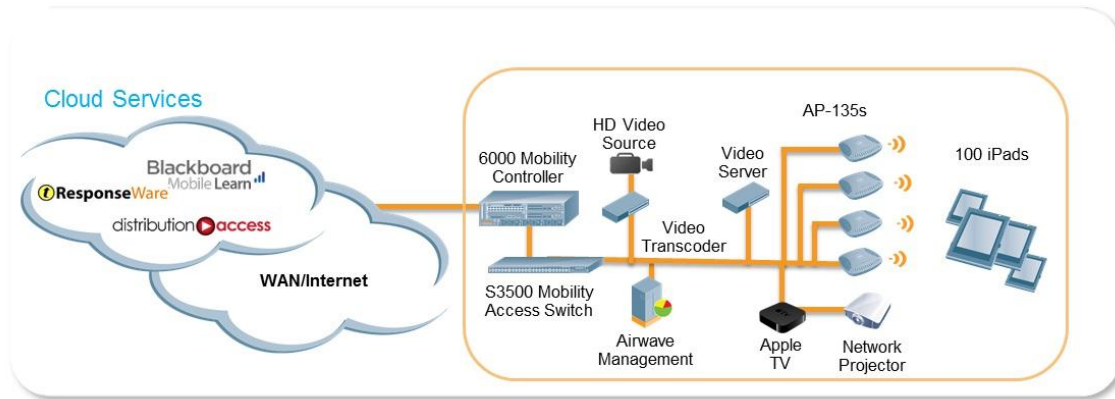 Cloud Services
Blackboard
Mobile Learn
t ResponseWare
distribution access
WAN/Internet
6000 Mobility
Controller
S3500 Mobility
Access Switch
HD Video
Source
Video
Transcoder
Airwave
Management
Video
Server
AP-135s
Apple
TV
Network
Projector
100 iPads